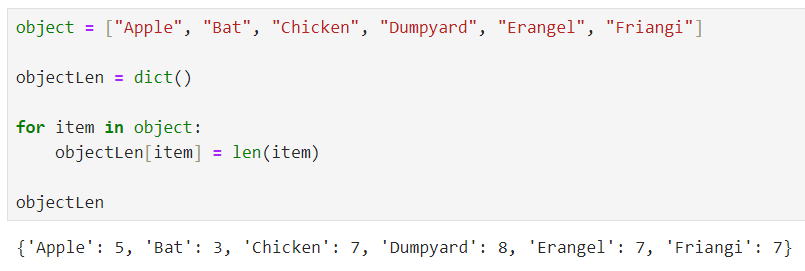 object = ["Apple", "Bat", "Chicken", "Dumpyard", "Erangel", "Friangi"]
objectLen = dict()
for item in object:
    objectLen[item] = len(item)
objectLen
{'Apple': 5, 'Bat': 3, 'Chicken': 7, 'Dumpyard': 8, 'Erangel': 7, 'Friangi': 7}